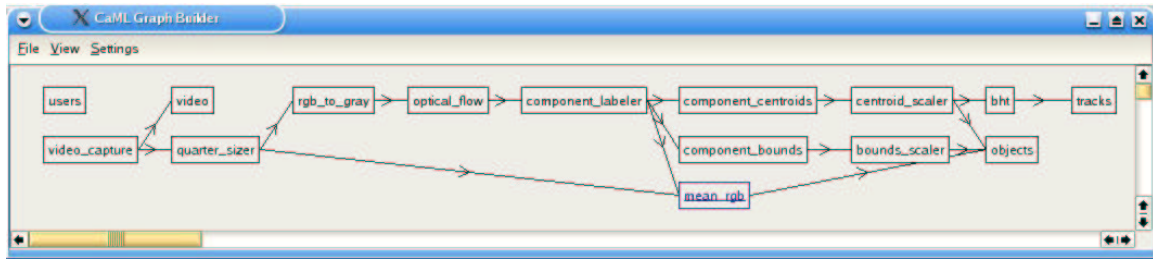 CaML Graph Builder
File View Settings
users video rgb_to_gray optical_flow component_labeler component_centroids centroid_scaler bht tracks
video_capture quarter_sizer component_bounds bounds_scaler objects
mean_rgb